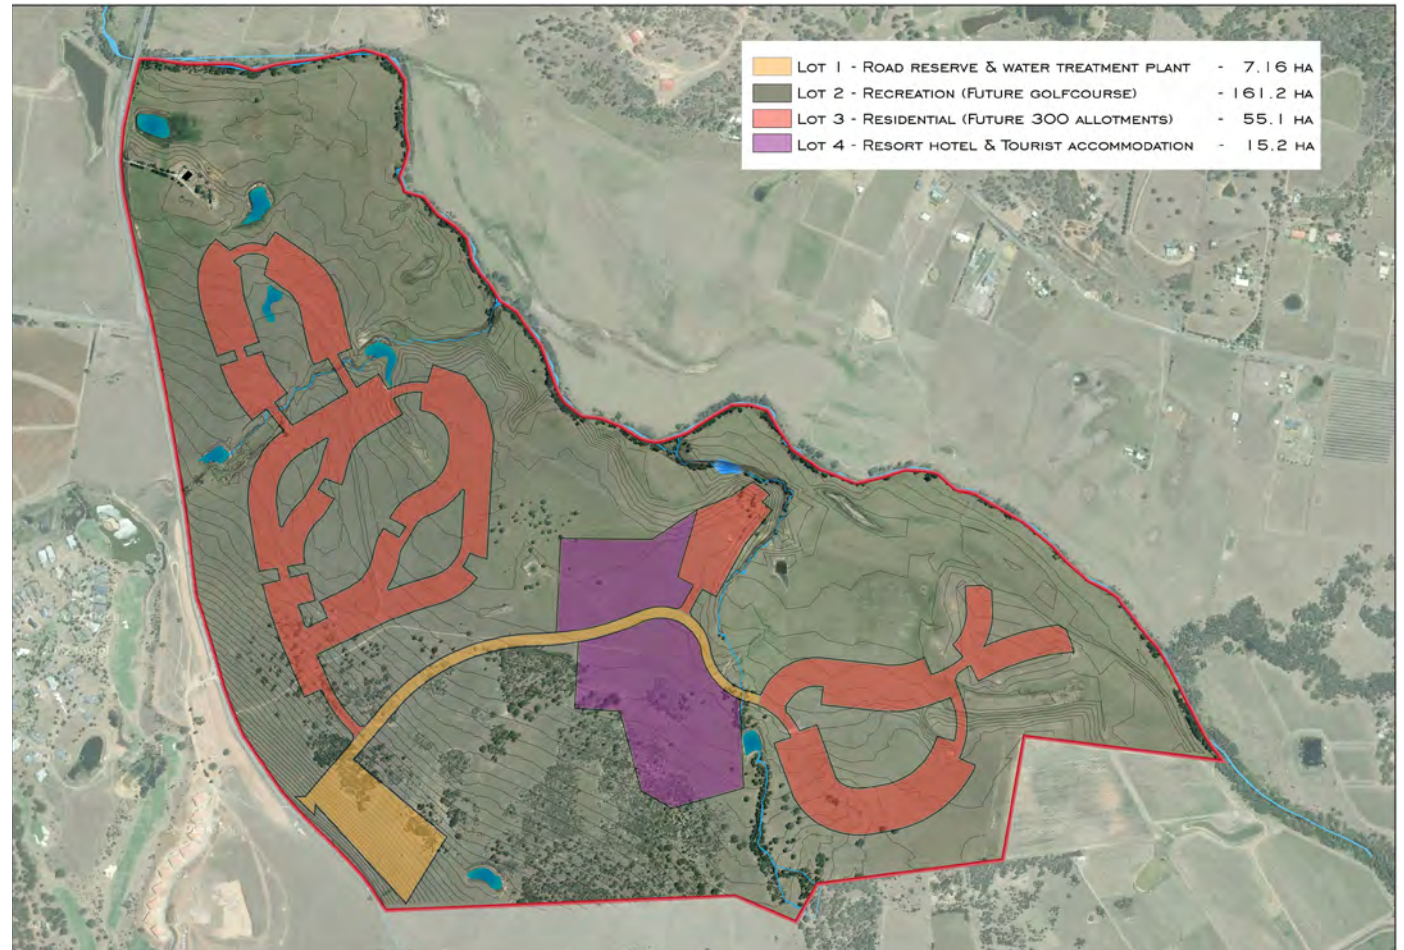 LOT 1 - ROAD RESERVE & WATER TREATMENT PLANT - 7.16 HA
LOT 2 - RECREATION (FUTURE GOLFCOURSE) - 161.2 HA
LOT 3 - RESIDENTIAL (FUTURE 300 ALLOTMENTS) - 55.1 HA
LOT 4 - RESORT HOTEL & TOURIST ACCOMMODATION - 15.2 HA